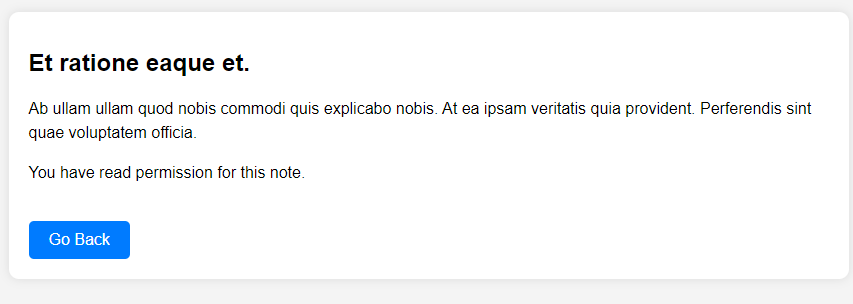 Et ratione eaque et.
Ab ullam ullam quod nobis commodi quis explicabo nobis. At ea ipsam veritatis quia provident. Perferendis sint
quae voluptatem officia.
You have read permission for this note.
Go Back